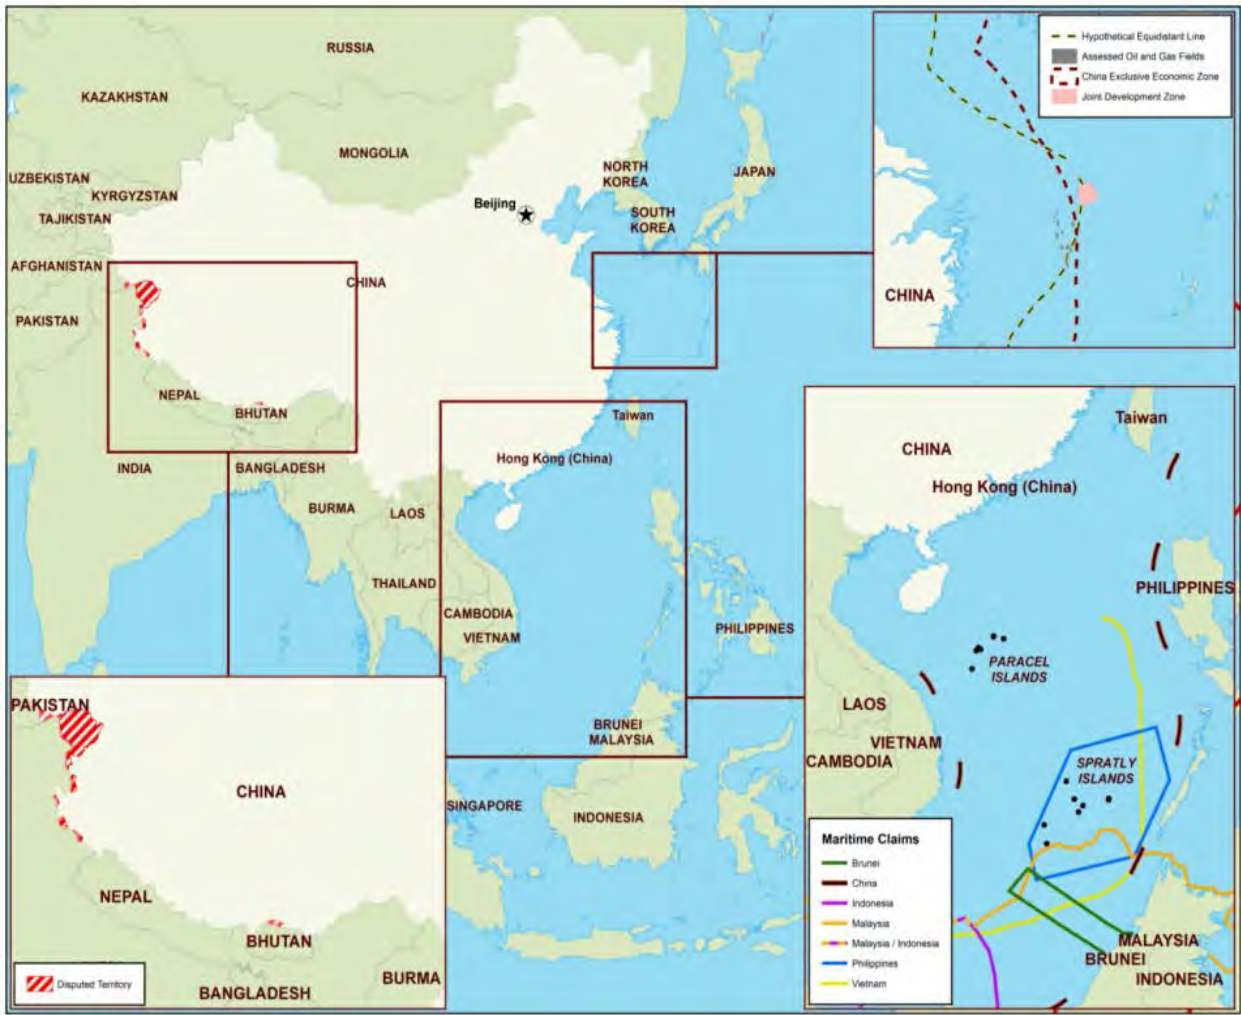 RUSSIA
KAZAKHSTAN
MONGOLIA
UZBEKISTAN
KYRGYZSTAN
TAJIKISTAN
AFGHANISTAN
PAKISTAN
Beijing
NORTH
KOREA
SOUTH
KOREA
JAPAN
CHINA
NEPAL
BHUTAN
INDIA
BANGLADESH
BURMA
LAOS
THAILAND
CAMBODIA
VIETNAM
Hong Kong (China)
Taiwan
PHILIPPINES
BRUNEI
MALAYSIA
SINGAPORE
INDONESIA
Hypothetical Equidistant Line
Assessed Oil and Gas Fields
China Exclusive Economic Zone
Joint Development Zone
CHINA
CHINA
Taiwan
Hong Kong (China)
PHILIPPINES
PARACEL
ISLANDS
LAOS
VIETNAM
CAMBODIA
SPRATLY
ISLANDS
MALAYSIA
BRUNEI
INDONESIA
Maritime Claims
Brunei
China
Indonesia
Malaysia
Malaysia / Indonesia
Philippines
Vietnam
PAKISTAN
CHINA
NEPAL
BHUTAN
BURMA
BANGLADESH
Disputed Territory